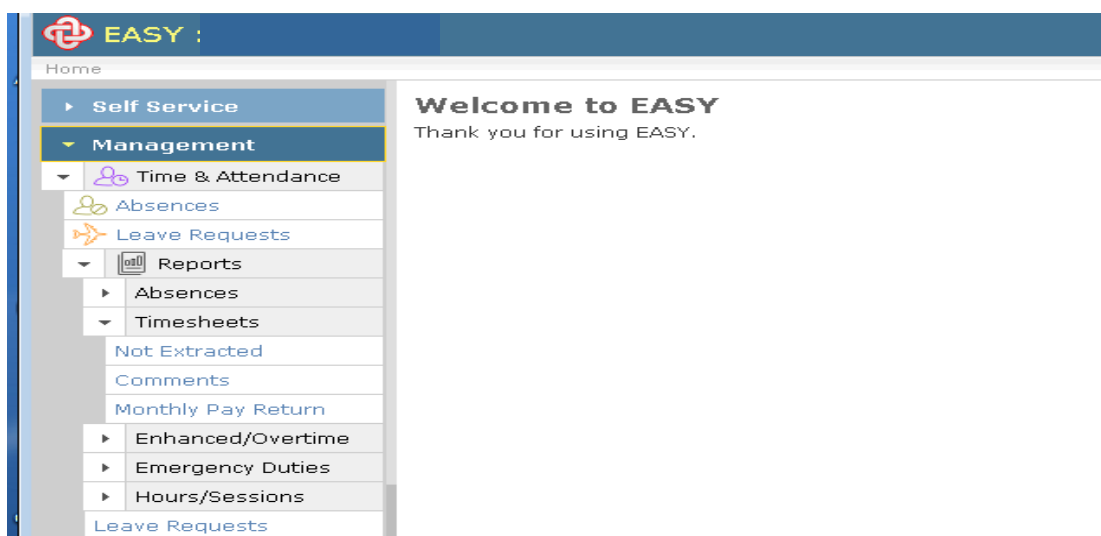 EASY :
Home
Self Service
Management
Time & Attendance
Absences
Leave Requests
Reports
Absences
Timesheets
Not Extracted
Comments
Monthly Pay Return
Enhanced/Overtime
Emergency Duties
Hours/Sessions
Leave Requests
Welcome to EASY
Thank you for using EASY.